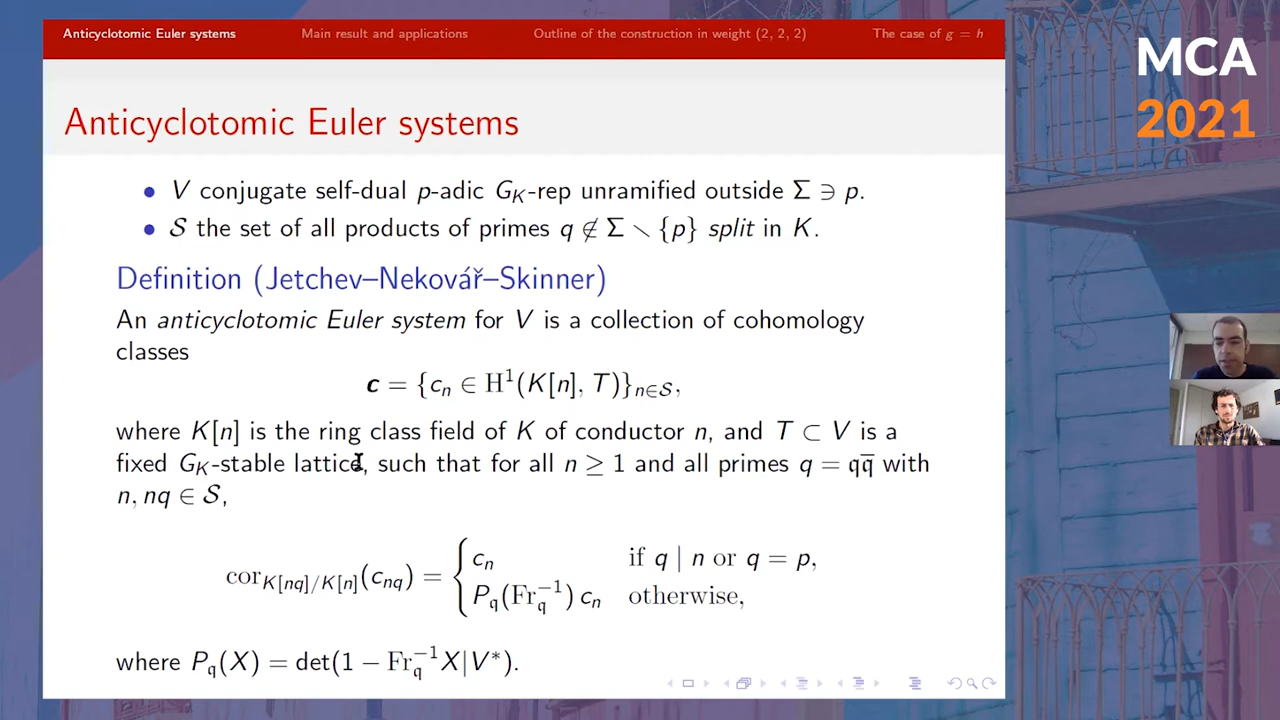 Anticyclotomic Euler systems Main result and applications Outline of the construction in weight (2, 2, 2) The case of g = h
MCA
2021
Anticyclotomic Euler systems
• V conjugate self-dual p-adic G_K-rep unramified outside Σ ∋ p.
• 𝒮 the set of all products of primes q ∉ Σ ∖ {p} split in K.
Definition (Jetchev–Nekovář–Skinner)
An anticyclotomic Euler system for V is a collection of cohomology
classes
c = {c_n ∈ H¹(K[n], T)}_{n∈𝒮},
where K[n] is the ring class field of K of conductor n, and T ⊂ V is a
fixed G_K-stable lattice, such that for all n ≥ 1 and all primes q = 𝔮𝔮̅ with
n, nq ∈ 𝒮,
cor_{K[nq]/K[n]}(c_{nq}) = { c_n if q | n or q = p,
P_𝔮(Fr_𝔮^{-1}) c_n otherwise,
where P_𝔮(X) = det(1 − Fr_𝔮^{-1}X|V*).